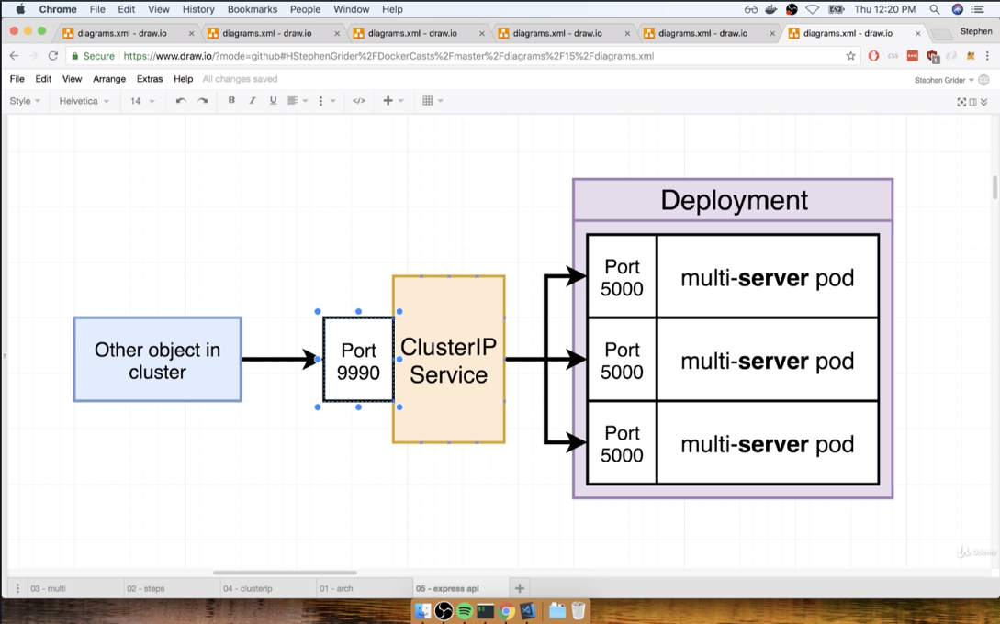 Chrome File Edit View History Bookmarks People Window Help Thu 12:20 PM
diagrams.xml - draw.io diagrams.xml - draw.io diagrams.xml - draw.io diagrams.xml - draw.io diagrams.xml - draw.io diagrams.xml - draw.io Stephen
Secure https://www.draw.io/?mode=github#HStephenGrider%2FDockerCasts%2Fmaster%2Fdiagrams%2F15%2Fdiagrams.xml
File Edit View Arrange Extras Help All changes saved Stephen Grider
Style Helvetica 14 B I U </>
Deployment
Port
5000
multi-server pod
Other object in
cluster
Port
9990
ClusterIP
Service
Port
5000
multi-server pod
Port
5000
multi-server pod
Udemy
03 - multi 02 - steps 04 - clusterip 01 - arch 05 - express api